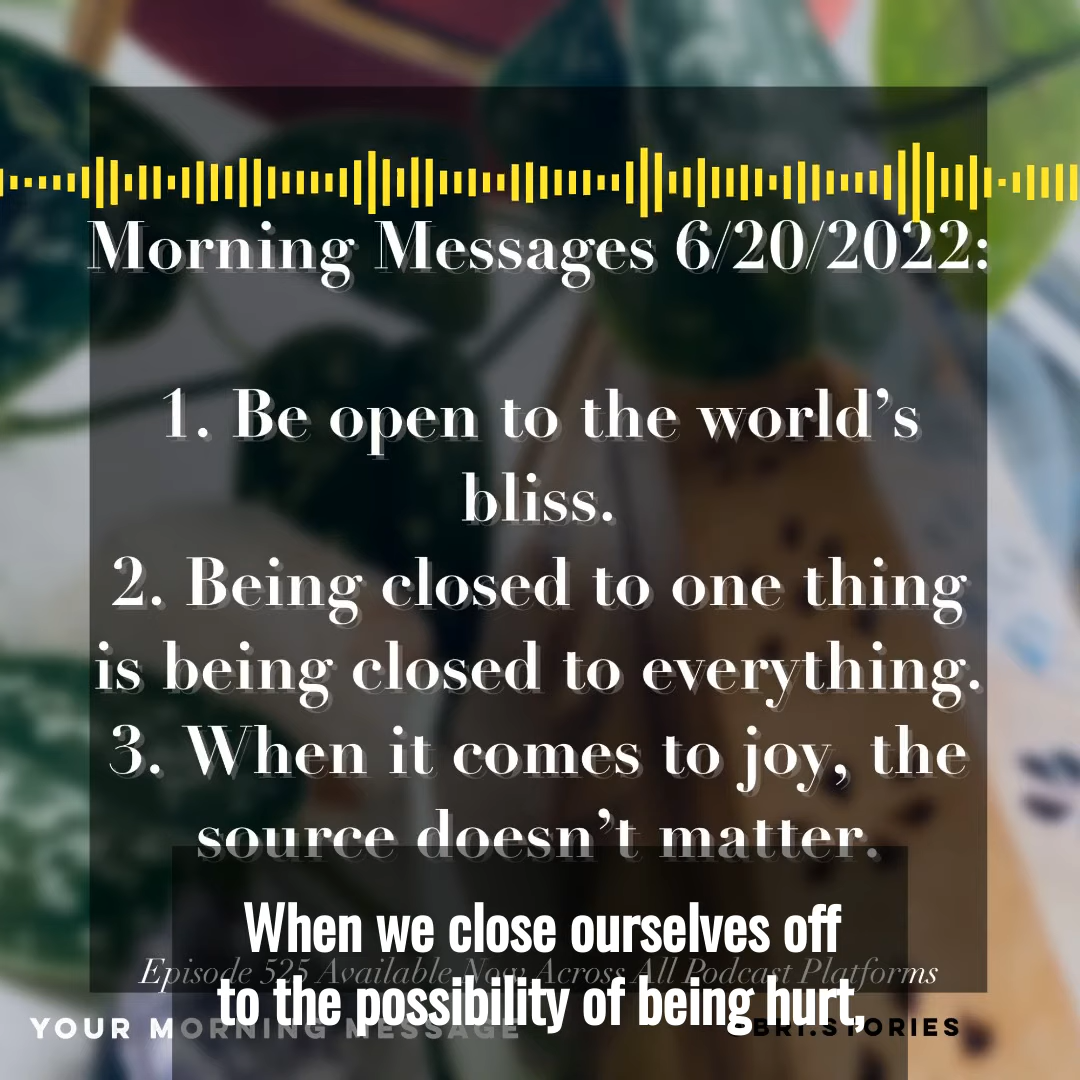 Morning Messages 6/20/2022:
1. Be open to the world’s
bliss.
2. Being closed to one thing
is being closed to everything.
3. When it comes to joy, the
source doesn’t matter.
When we close ourselves off
Episode 525 Available Now Across All Podcast Platforms
to the possibility of being hurt,
YOUR MORNING MESSAGE
BRI.STORIES